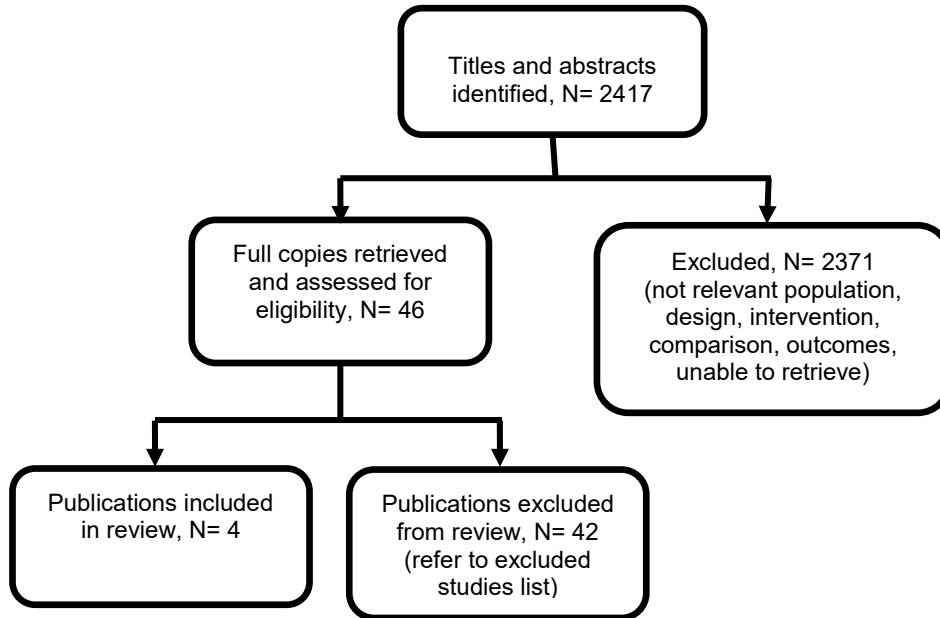 Titles and abstracts
identified, N= 2417
Full copies retrieved
and assessed for
eligibility, N= 46
Excluded, N= 2371
(not relevant population,
design, intervention,
comparison, outcomes,
unable to retrieve)
Publications included
in review, N= 4
Publications excluded
from review, N= 42
(refer to excluded
studies list)